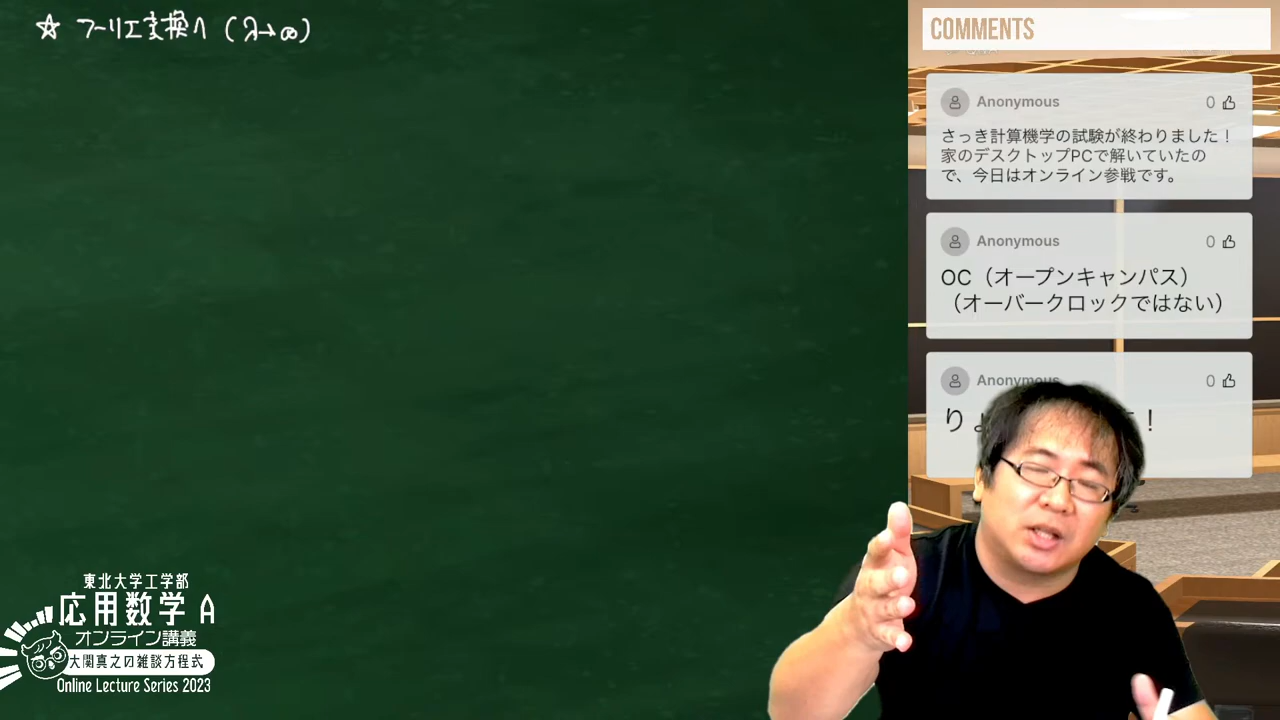 ☆ フーリエ変換へ (λ→∞)
COMMENTS
Anonymous
0
さっき計算機学の試験が終わりました！
家のデスクトップPCで解いていたの
で、今日はオンライン参戦です。
Anonymous
0
OC（オープンキャンパス）
（オーバークロックではない）
Anonymous
0
り
！
東北大学工学部
応用数学 A
オンライン講義
大関真之の雑談方程式
Online Lecture Series 2023